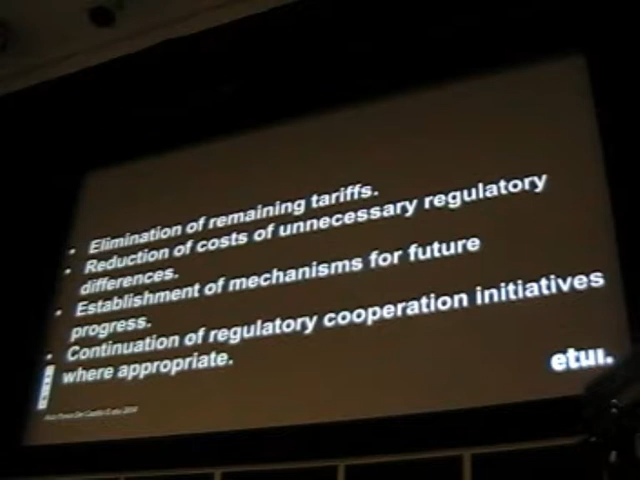 • Elimination of remaining tariffs.
• Reduction of costs of unnecessary regulatory
differences.
• Establishment of mechanisms for future
progress.
• Continuation of regulatory cooperation initiatives
where appropriate.
etui.